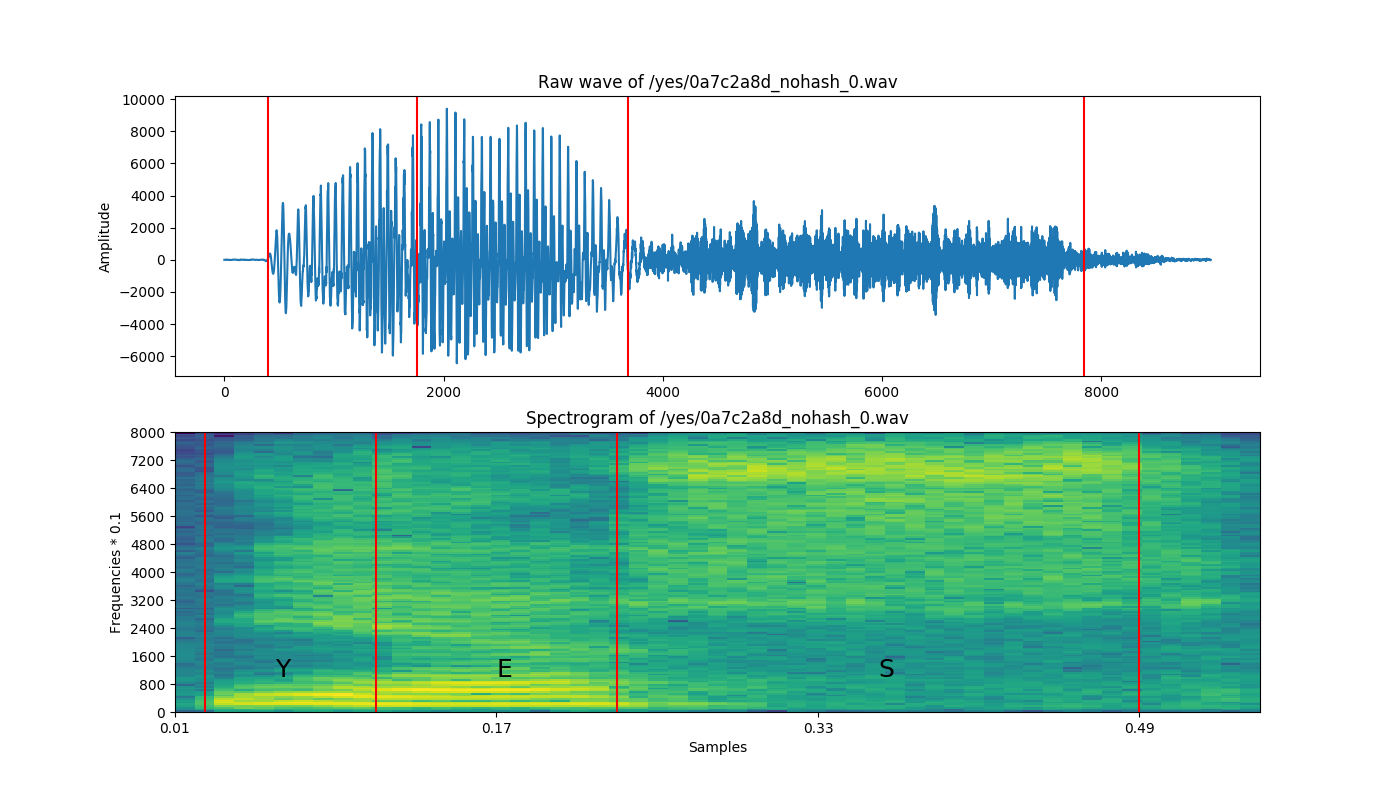 Raw wave of /yes/0a7c2a8d_nohash_0.wav
10000
8000
6000
4000
2000
0
−2000
−4000
−6000
Amplitude
0 2000 4000 6000 8000
Spectrogram of /yes/0a7c2a8d_nohash_0.wav
8000
7200
6400
5600
4800
4000
3200
2400
1600
800
0
Frequencies * 0.1
Y E S
0.01 0.17 0.33 0.49
Samples